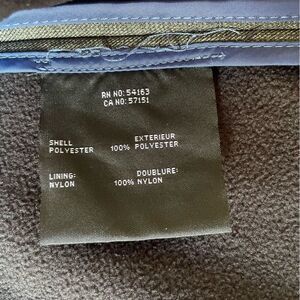 RN NO: 54163
CA NO: 57151
SHELL EXTERIEUR
POLYESTER 100% POLYESTER
LINING: DOUBLURE:
NYLON 100% NYLON